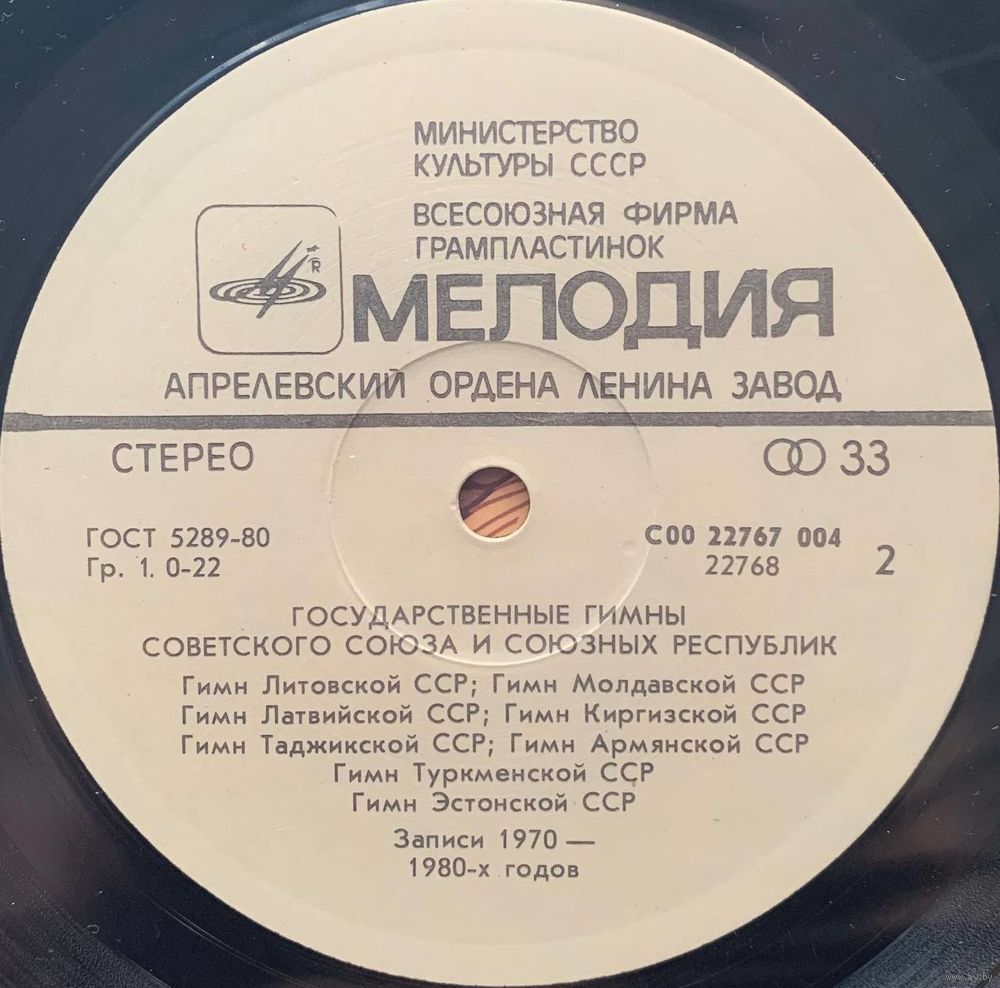 МИНИСТЕРСТВО
КУЛЬТУРЫ СССР
ВСЕСОЮЗНАЯ ФИРМА
ГРАМПЛАСТИНОК
R
МЕЛОДИЯ
АПРЕЛЕВСКИЙ ОРДЕНА ЛЕНИНА ЗАВОД
СТЕРЕО 33
ГОСТ 5289-80
Гр. 1. 0-22
С00 22767 004
22768 2
ГОСУДАРСТВЕННЫЕ ГИМНЫ
СОВЕТСКОГО СОЮЗА И СОЮЗНЫХ РЕСПУБЛИК
Гимн Литовской ССР; Гимн Молдавской ССР
Гимн Латвийской ССР; Гимн Киргизской ССР
Гимн Таджикской ССР; Гимн Армянской ССР
Гимн Туркменской ССР
Гимн Эстонской ССР
Записи 1970 —
1980-х годов
www.ay.by